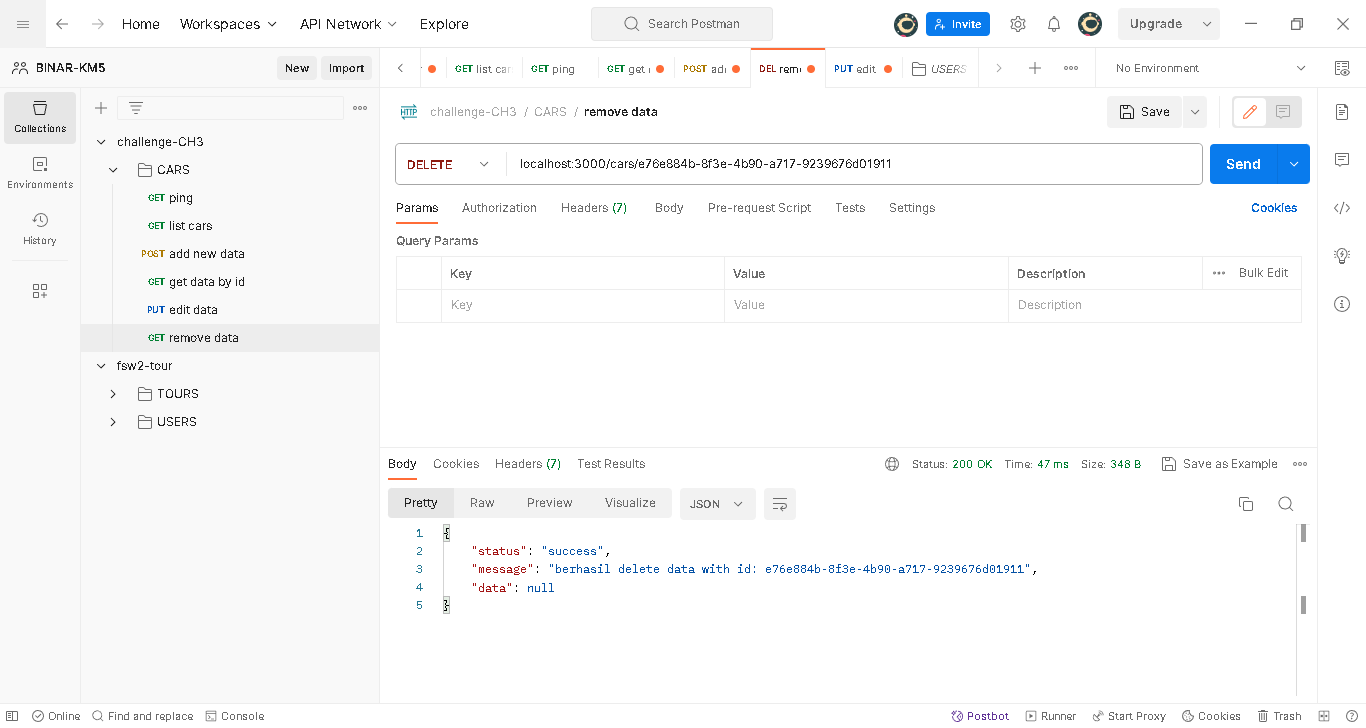 Home Workspaces API Network Explore Search Postman Invite Upgrade
BINAR-KM5 New Import GET list car GET ping GET get POST ad DEL rem PUT edit USERS No Environment
Collections
Environments
History
challenge-CH3
CARS
GET ping
GET list cars
POST add new data
GET get data by id
PUT edit data
GET remove data
fsw2-tour
TOURS
USERS
HTTP challenge-CH3 / CARS / remove data Save
DELETE localhost:3000/cars/e76e884b-8f3e-4b90-a717-9239676d01911 Send
Params Authorization Headers (7) Body Pre-request Script Tests Settings Cookies
Query Params
Key Value Description Bulk Edit
Key Value Description
Body Cookies Headers (7) Test Results Status: 200 OK Time: 47 ms Size: 348 B Save as Example
Pretty Raw Preview Visualize JSON
1 {
2 "status": "success",
3 "message": "berhasil delete data with id: e76e884b-8f3e-4b90-a717-9239676d01911",
4 "data": null
5 }
Online Find and replace Console Postbot Runner Start Proxy Cookies Trash